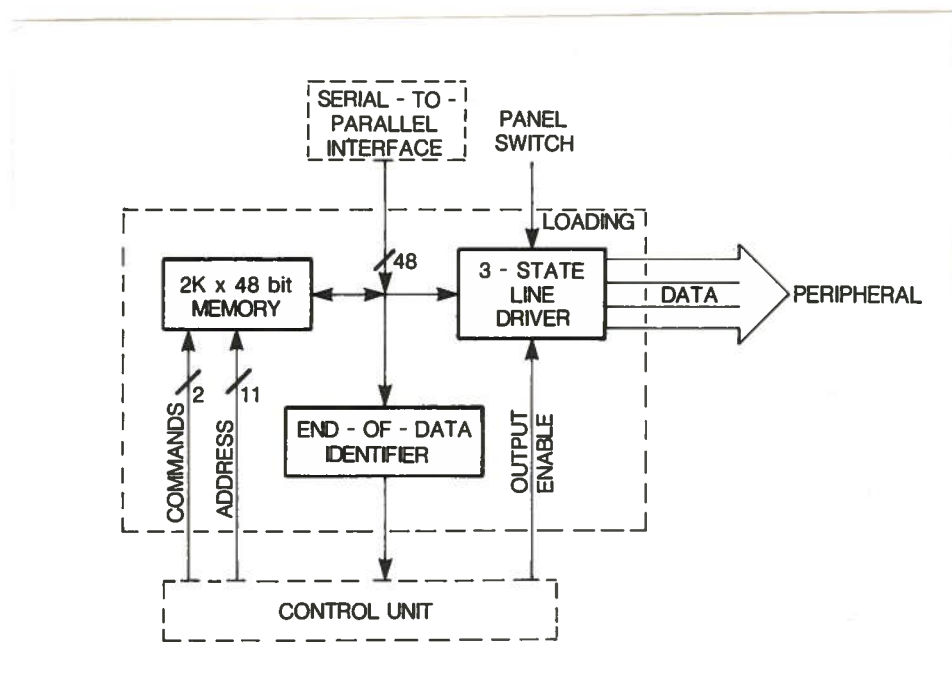 SERIAL - TO -
PARALLEL
INTERFACE
PANEL
SWITCH
LOADING
48
2K x 48 bit
MEMORY
3 - STATE
LINE
DRIVER
DATA
PERIPHERAL
2
11
COMMANDS
ADDRESS
END - OF - DATA
IDENTIFIER
OUTPUT
ENABLE
CONTROL UNIT